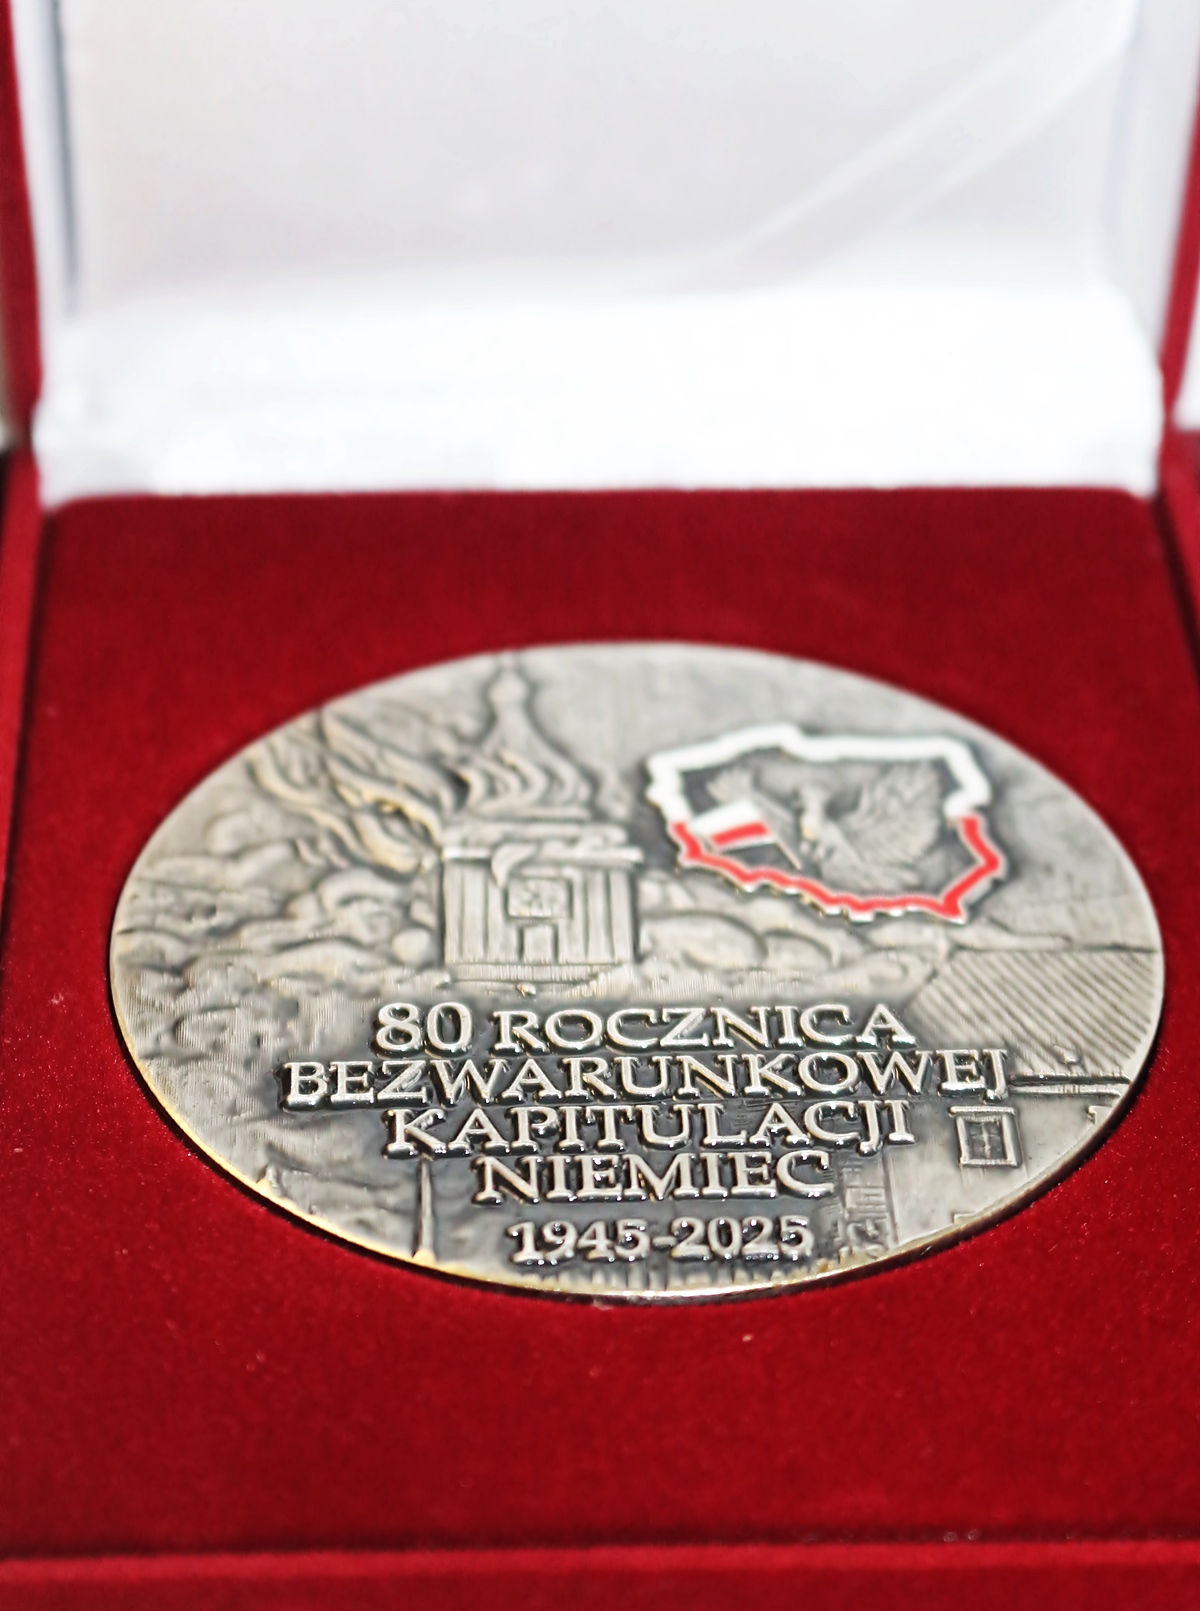 80 ROCZNICA
BEZWARUNKOWEJ
KAPITULACJI
NIEMIEC
1945-2025